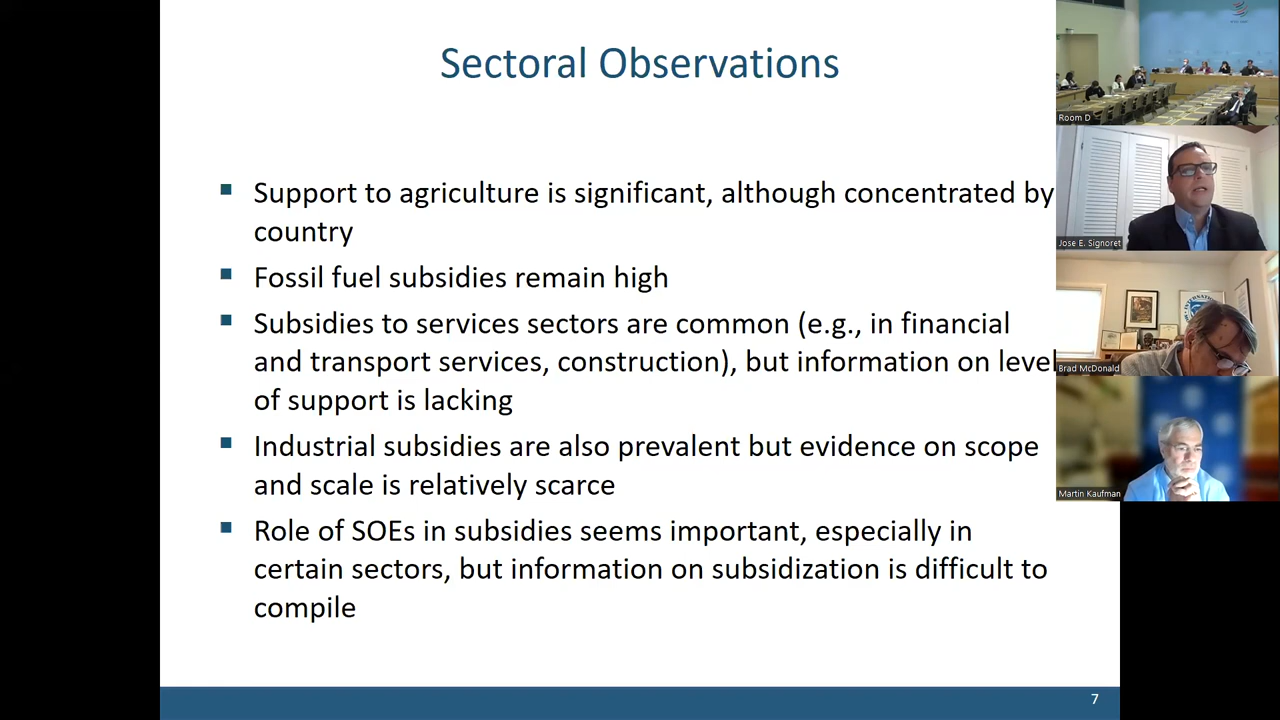 Sectoral Observations
Support to agriculture is significant, although concentrated by
country
Fossil fuel subsidies remain high
Subsidies to services sectors are common (e.g., in financial
and transport services, construction), but information on level
of support is lacking
Industrial subsidies are also prevalent but evidence on scope
and scale is relatively scarce
Role of SOEs in subsidies seems important, especially in
certain sectors, but information on subsidization is difficult to
compile
7
Room D
Jose E. Signoret
Brad McDonald
Martin Kaufman